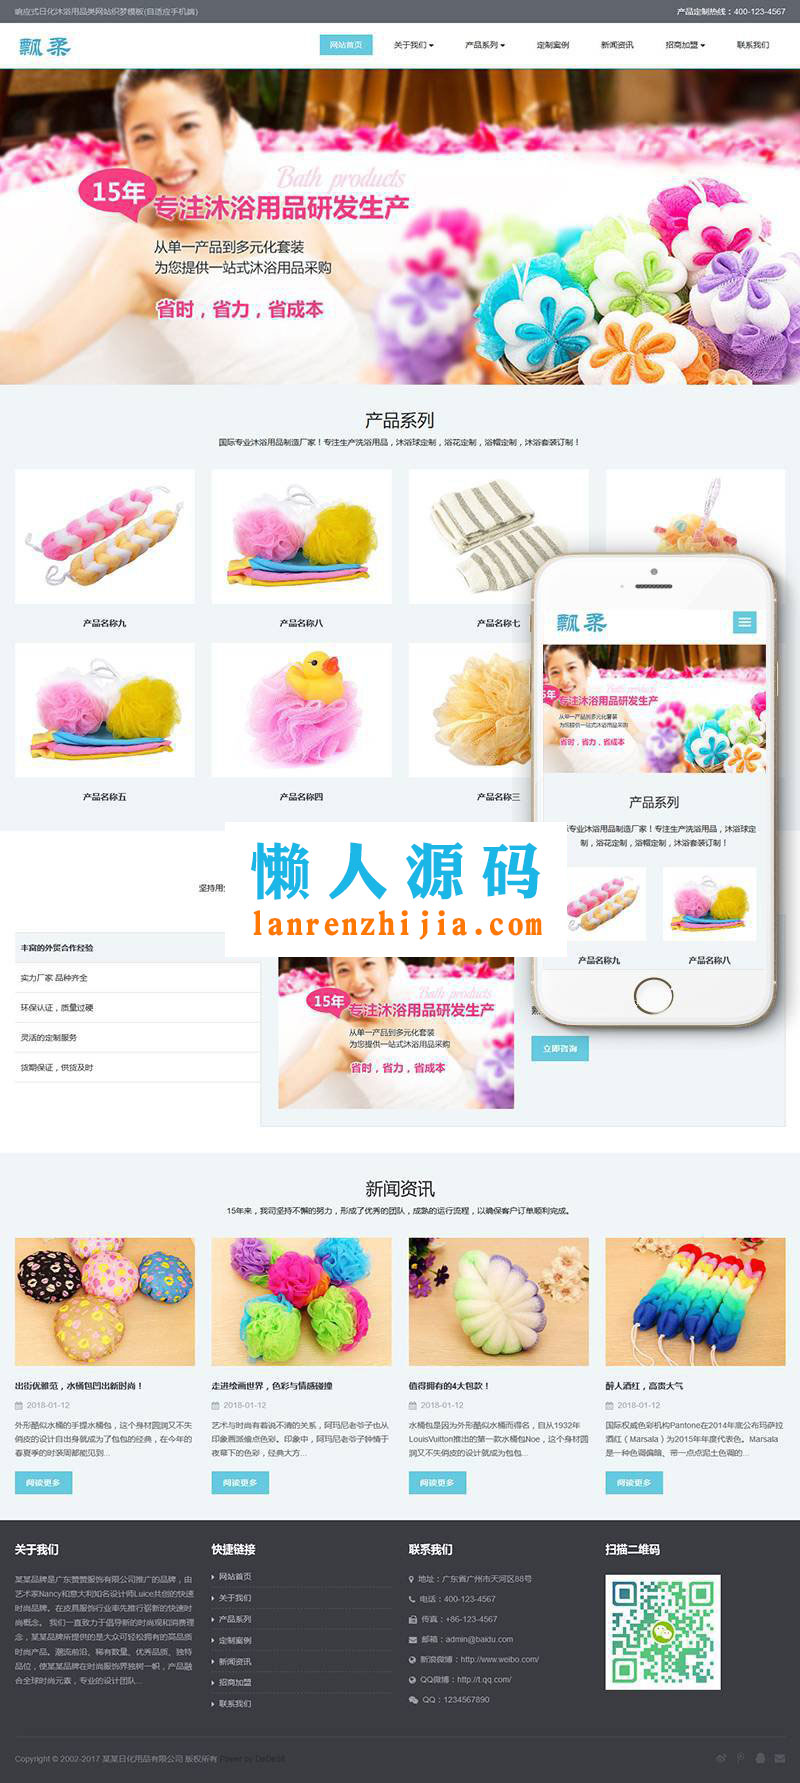 响应式日化沐浴用品类网站织梦模板(自适应手机端)
产品定制热线：400-123-4567
飘柔
网站首页
关于我们
产品系列
定制案例
新闻资讯
招商加盟
联系我们
Bath products
15年
专注沐浴用品研发生产
从单一产品到多元化套装
为您提供一站式沐浴用品采购
省时，省力，省成本
产品系列
国际专业沐浴用品制造厂家！专注生产洗浴用品，沐浴球定制，浴花定制，浴帽定制，沐浴套装订制！
产品名称九
产品名称八
产品名称七
产品名称五
产品名称四
产品名称三
飘柔
Bath products
5年
专注沐浴用品研发生产
从单一产品到多元化套装
为您提供一站式沐浴用品采购
省时，省力，省成本
产品系列
际专业沐浴用品制造厂家！专注生产洗浴用品，沐浴球定
制，浴花定制，浴帽定制，沐浴套装订制！
产品名称九
产品名称八
懒人源码
lanrenzhijia.com
坚持用
丰富的外贸合作经验
实力厂家 品种齐全
环保认证，质量过硬
灵活的定制服务
货期保证，供货及时
Bath products
15年
专注沐浴用品研发生产
从单一产品到多元化套装
为您提供一站式沐浴用品采购
省时，省力，省成本
立即咨询
新闻资讯
15年来，我司坚持不懈的努力，形成了优秀的团队，成熟的运行流程，以确保客户订单顺利完成。
出街优雅范，水桶包凹出新时尚！
2018-01-12
外形酷似水桶的手提水桶包，这个身材圆润又不失
俏皮的设计自出身就成为了包包的经典，在今年的
春夏季的时装周都能见到...
阅读更多
走进绘画世界，色彩与情感碰撞
2018-01-12
艺术与时尚有着说不清的关系，阿玛尼老爷子也从
印象画派偷点色彩。印象中，阿玛尼老爷子钟情于
夜幕下的色彩，经典大方...
阅读更多
值得拥有的4大包款！
2018-01-12
水桶包是因为外形酷似水桶而得名，自从1932年
LouisVuitton推出的第一款水桶包Noe，这个身材圆
润又不失俏皮的设计就成为包包...
阅读更多
醉人酒红，高贵大气
2018-01-12
国际权威色彩机构Pantone在2014年底公布玛萨拉
酒红（Marsala）为2015年年度代表色。Marsala
是一种色调偏暗、带一点点泥土色调的...
阅读更多
关于我们
某某品牌是广东赞赞服饰有限公司推广的品牌，由
艺术家Nancy和意大利知名设计师Luice共创的快速
时尚品牌。在皮具服饰行业率先推行崭新的快速时
尚概念。 我们一直致力于倡导新的时尚观和消费理
念，某某品牌所提供的是大众可轻松拥有的亮品质
时尚产品。潮流前沿、稀有数量、优秀品质、独特
品位，使某某品牌在时尚服饰界独树一帜，产品融
合全球时尚元素，专业的设计团队...
快捷链接
网站首页
关于我们
产品系列
定制案例
新闻资讯
招商加盟
联系我们
联系我们
地址：广东省广州市天河区88号
电话：400-123-4567
传真：+86-123-4567
邮箱：admin@baidu.com
新浪微博：http://www.weibo.com/
QQ微博：http://t.qq.com/
QQ：1234567890
扫描二维码
Copyright © 2002-2017 某某日化用品有限公司 版权所有